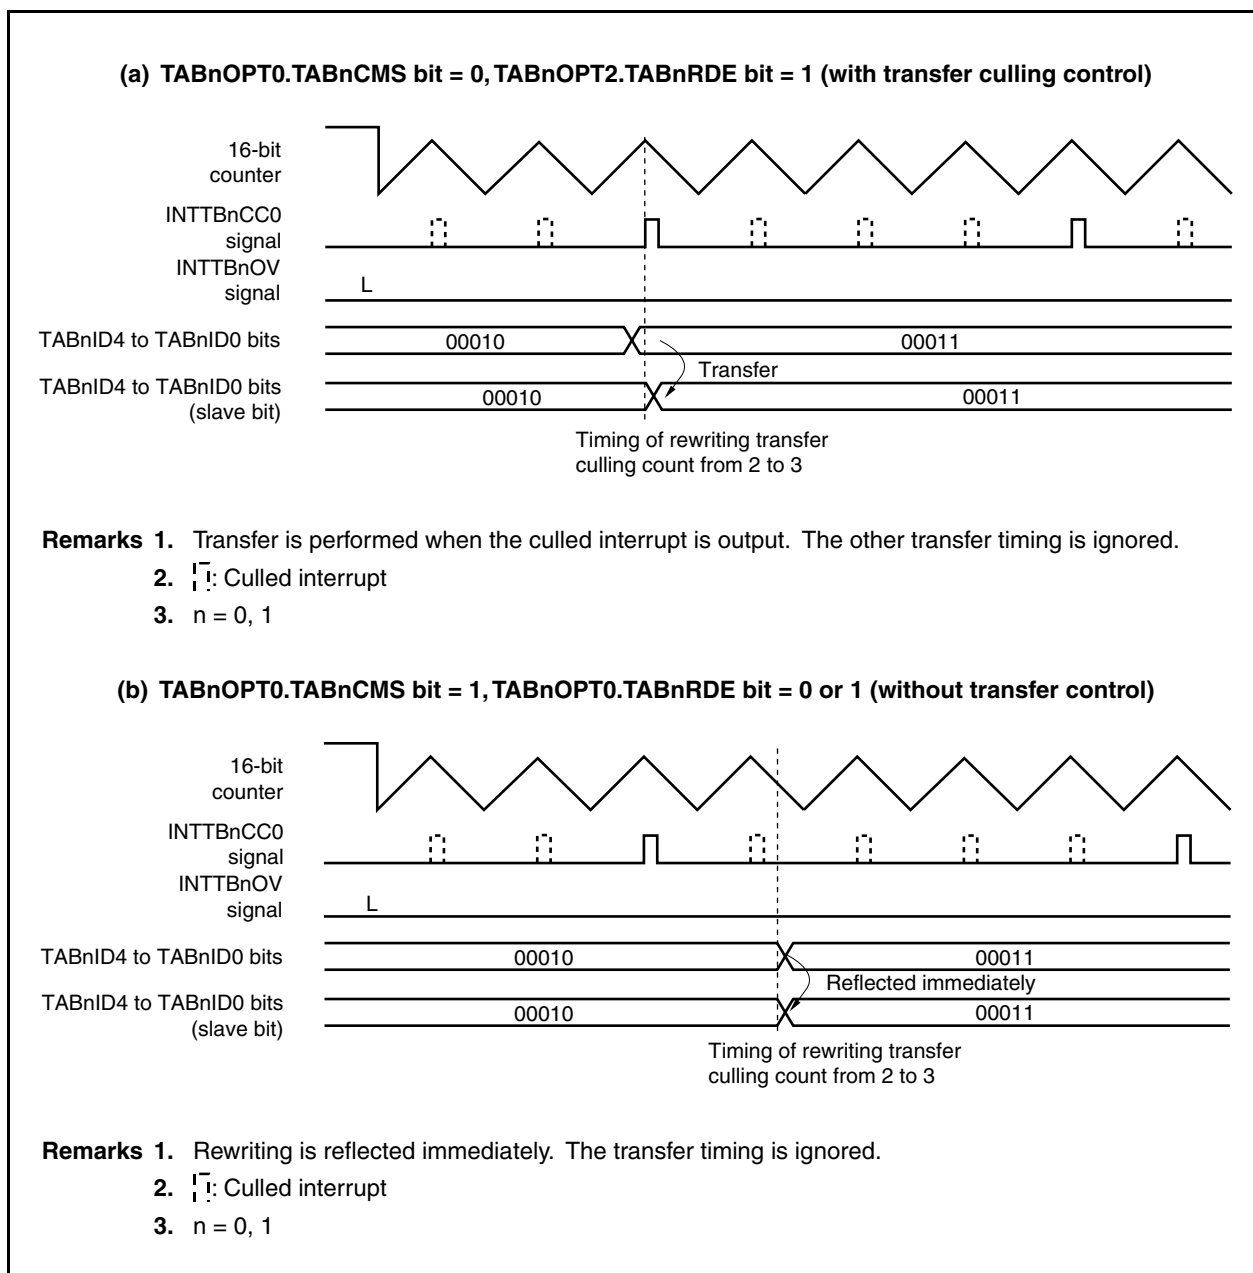 (a) TABnOPT0.TABnCMS bit = 0, TABnOPT2.TABnRDE bit = 1 (with transfer culling control)
16-bit
counter
INTTBnCC0
signal
INTTBnOV
signal
L
TABnID4 to TABnID0 bits
00010
00011
Transfer
TABnID4 to TABnID0 bits
(slave bit)
00010
00011
Timing of rewriting transfer
culling count from 2 to 3
Remarks 1. Transfer is performed when the culled interrupt is output. The other transfer timing is ignored.
2. : Culled interrupt
3. n = 0, 1
(b) TABnOPT0.TABnCMS bit = 1, TABnOPT0.TABnRDE bit = 0 or 1 (without transfer control)
16-bit
counter
INTTBnCC0
signal
INTTBnOV
signal
L
TABnID4 to TABnID0 bits
00010
00011
Reflected immediately
TABnID4 to TABnID0 bits
(slave bit)
00010
00011
Timing of rewriting transfer
culling count from 2 to 3
Remarks 1. Rewriting is reflected immediately. The transfer timing is ignored.
2. : Culled interrupt
3. n = 0, 1